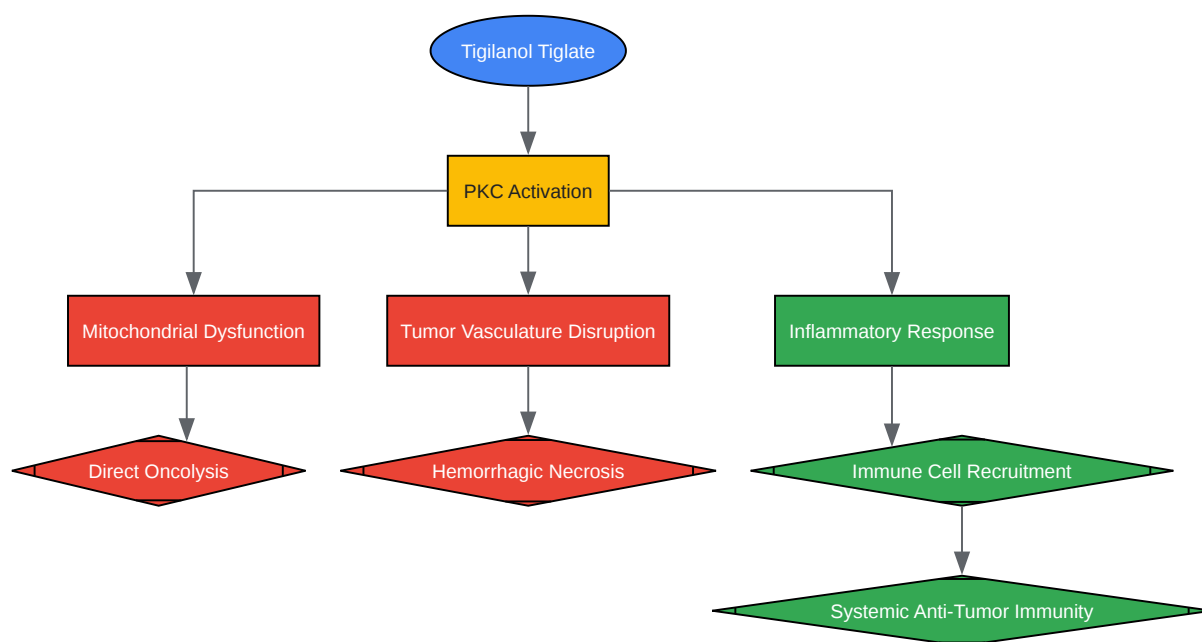 Tigilanol Tiglate
PKC Activation
Mitochondrial Dysfunction
Tumor Vasculature Disruption
Inflammatory Response
Direct Oncolysis
Hemorrhagic Necrosis
Immune Cell Recruitment
Systemic Anti-Tumor Immunity